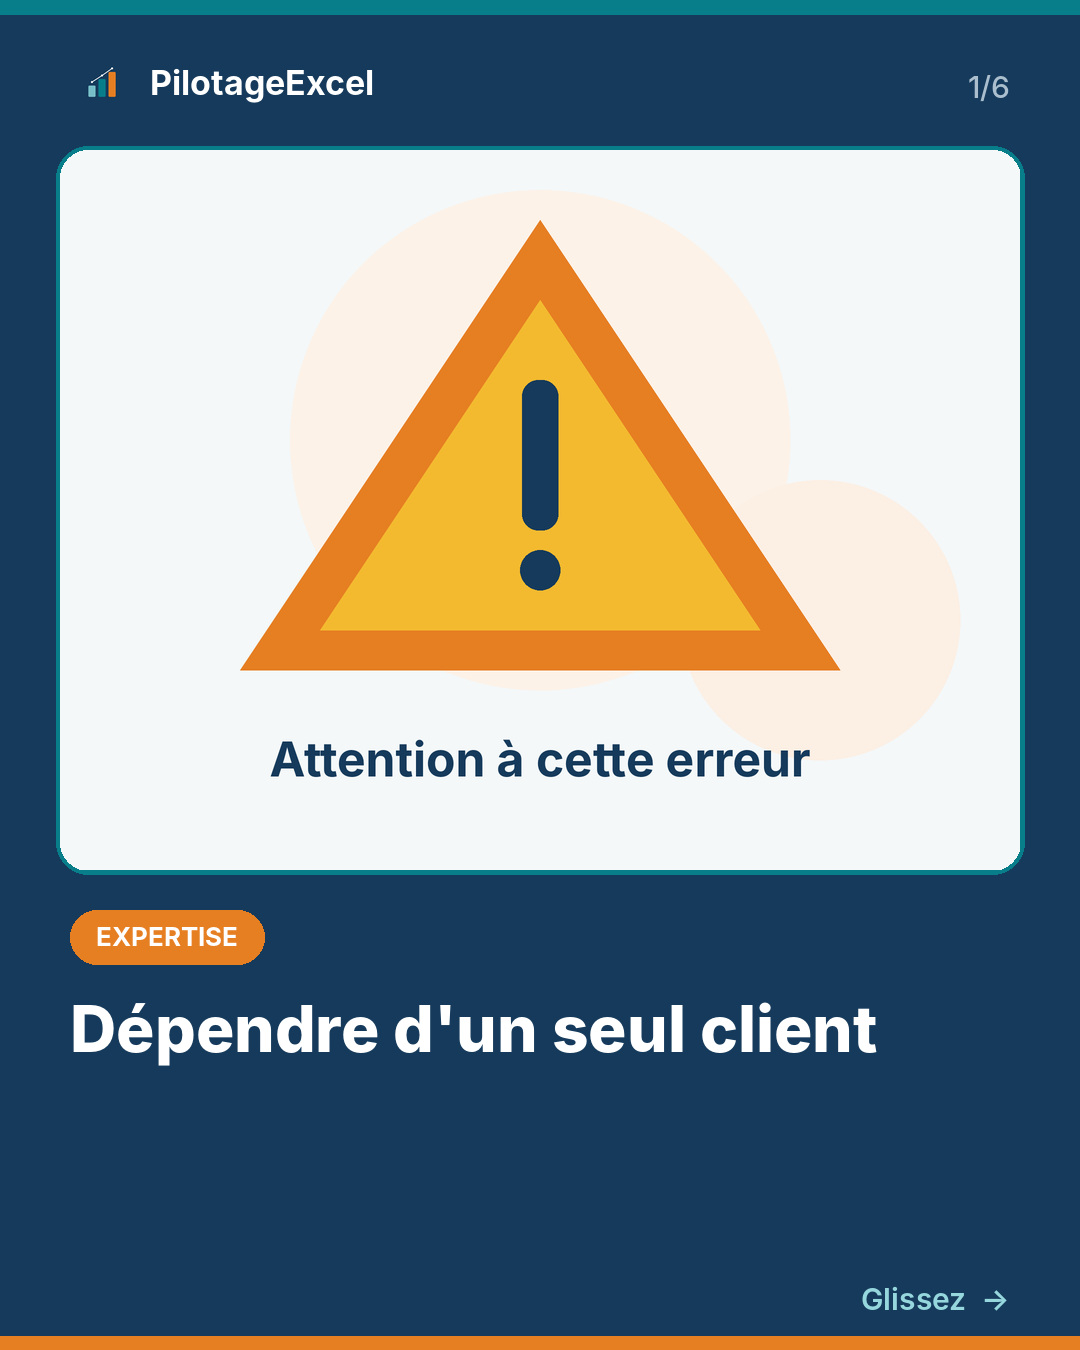 PilotageExcel
1/6
!
Attention à cette erreur
EXPERTISE
Dépendre d'un seul client
Glissez →